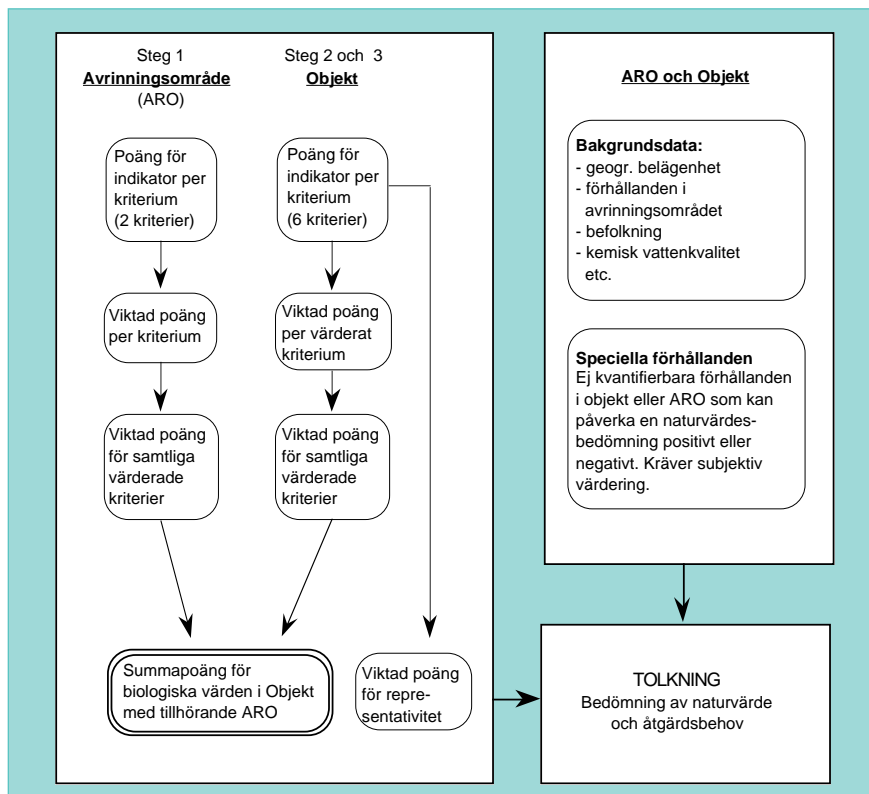 Steg 1
Avrinningsområde
(ARO)
Poäng för
indikator per
kriterium
(2 kriterier)
Viktad poäng
per kriterium
Viktad poäng
för samtliga
värderade
kriterier
Steg 2 och 3
Objekt
Poäng för
indikator per
kriterium
(6 kriterier)
Viktad poäng
per värderat
kriterium
Viktad poäng
för samtliga
värderade
kriterier
Summapoäng för
biologiska värden i Objekt
med tillhörande ARO
Viktad poäng
för repre-
sentativitet
ARO och Objekt
Bakgrundsdata:
- geogr. belägenhet
- förhållanden i
avrinningsområdet
- befolkning
- kemisk vattenkvalitet
etc.
Speciella förhållanden
Ej kvantifierbara förhållanden
i objekt eller ARO som kan
påverka en naturvärdes-
bedömning positivt eller
negativt. Kräver subjektiv
värdering.
TOLKNING
Bedömning av naturvärde
och åtgärdsbehov